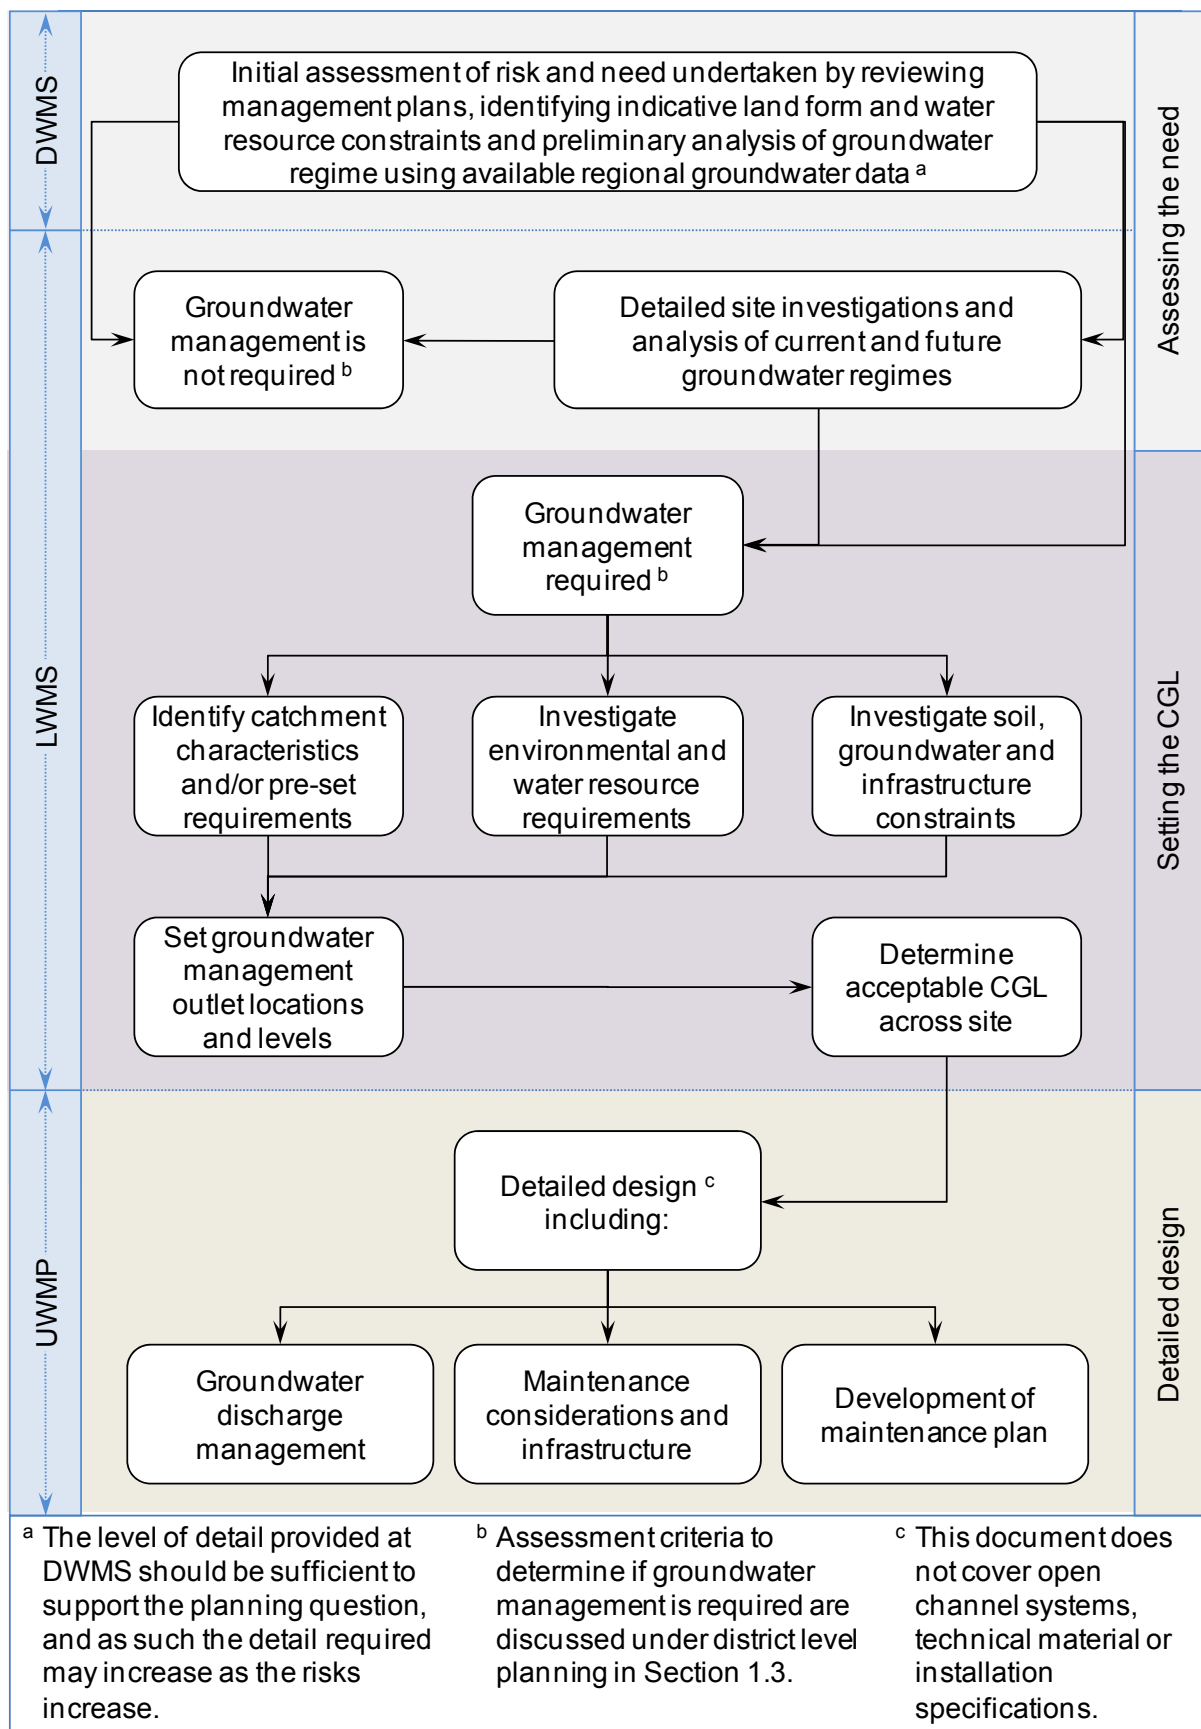 DWMS
Initial assessment of risk and need undertaken by reviewing
management plans, identifying indicative land form and water
resource constraints and preliminary analysis of groundwater
regime using available regional groundwater data a
Assessing the need
LWMS
Groundwater
management is
not required b
Detailed site investigations and
analysis of current and future
groundwater regimes
Groundwater
management
required b
Setting the CGL
Identify catchment
characteristics
and/or pre-set
requirements
Investigate
environmental and
water resource
requirements
Investigate soil,
groundwater and
infrastructure
constraints
Set groundwater
management
outlet locations
and levels
Determine
acceptable CGL
across site
UWMP
Detailed design c
including:
Detailed design
Groundwater
discharge
management
Maintenance
considerations and
infrastructure
Development of
maintenance plan
a The level of detail provided at
DWMS should be sufficient to
support the planning question,
and as such the detail required
may increase as the risks
increase.
b Assessment criteria to
determine if groundwater
management is required are
discussed under district level
planning in Section 1.3.
c This document does
not cover open
channel systems,
technical material or
installation
specifications.